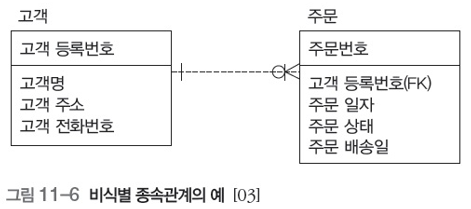 고객
고객 등록번호
고객명
고객 주소
고객 전화번호
주문
주문번호
고객 등록번호(FK)
주문 일자
주문 상태
주문 배송일
그림 11-6 비식별 종속관계의 예 [03]